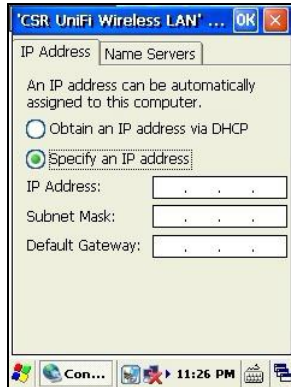 'CSR UniFi Wireless LAN' ... OK
IP Address Name Servers
An IP address can be automatically
assigned to this computer.
Obtain an IP address via DHCP
Specify an IP address
IP Address: . . .
Subnet Mask: . . .
Default Gateway: . . .
Con... 11:26 PM